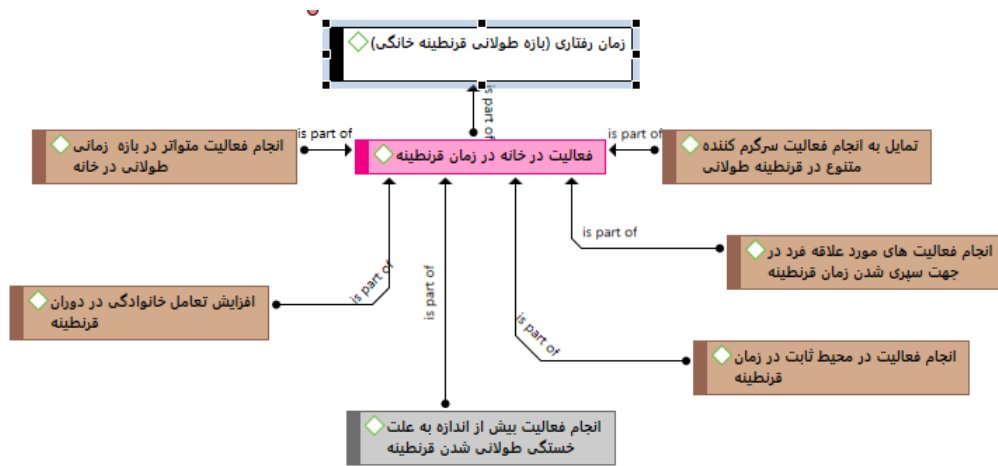 زمان رفتاری (بازه طولانی قرنطینه خانگی)
is part of
انجام فعالیت متواتر در بازه زمانی
طولانی در خانه
is part of
فعالیت در خانه در زمان قرنطینه
is part of
تمایل به انجام فعالیت سرگرم کننده
متنوع در قرنطینه طولانی
is part of
انجام فعالیت های مورد علاقه فرد در
جهت سپری شدن زمان قرنطینه
is part of
افزایش تعامل خانوادگی در دوران
قرنطینه
is part of
is part of
انجام فعالیت در محیط ثابت در زمان
قرنطینه
انجام فعالیت بیش از اندازه به علت
خستگی طولانی شدن قرنطینه